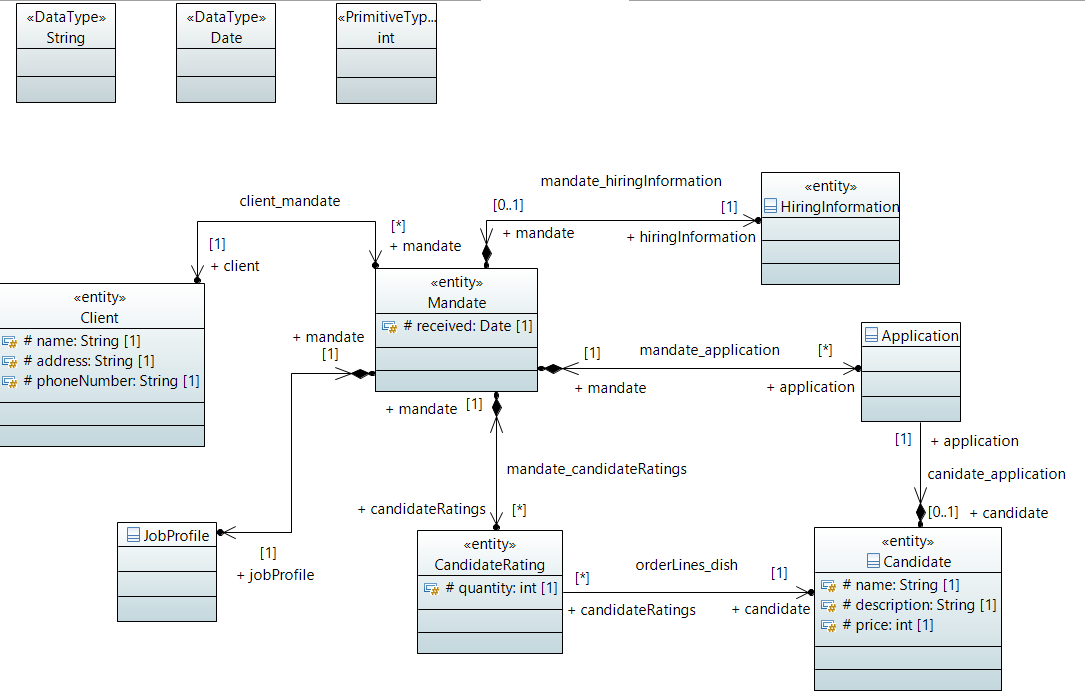 «DataType»
String
«DataType»
Date
«PrimitiveTyp...
int
mandate_hiringInformation
[0..1]
[1]
+ mandate
+ hiringInformation
«entity»
HiringInformation
client_mandate
[1]
+ client
[*]
+ mandate
«entity»
Client
# name: String [1]
# address: String [1]
# phoneNumber: String [1]
«entity»
Mandate
# received: Date [1]
+ mandate
[1]
[1]
mandate_application
[*]
+ mandate
+ application
Application
+ mandate
[1]
[1]
+ application
mandate_candidateRatings
canidate_application
+ candidateRatings
[*]
[0..1]
+ candidate
JobProfile
[1]
+ jobProfile
«entity»
CandidateRating
# quantity: int [1]
[*]
orderLines_dish
[1]
+ candidateRatings
+ candidate
«entity»
Candidate
# name: String [1]
# description: String [1]
# price: int [1]